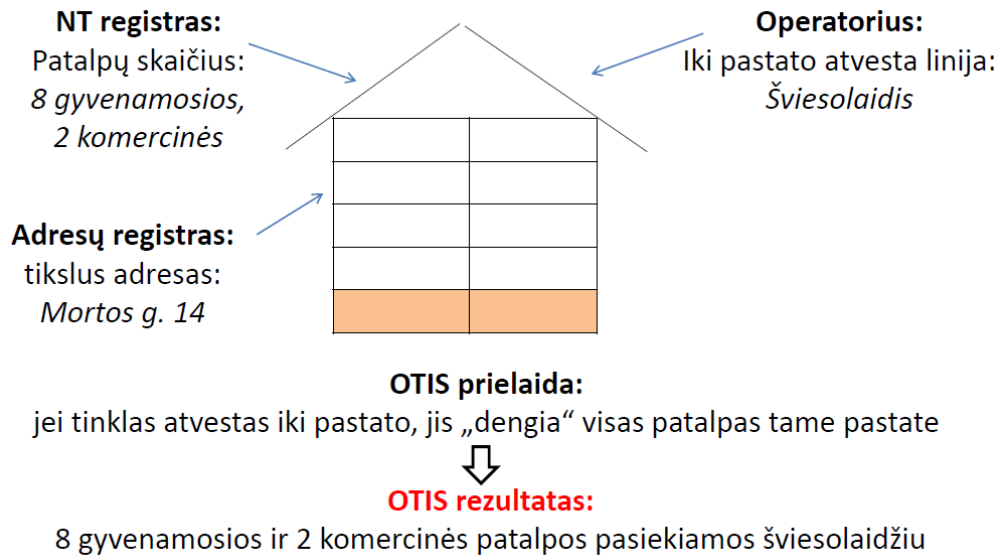 NT registras:
Patalpų skaičius:
8 gyvenamosios,
2 komercinės
Operatorius:
Iki pastato atvesta linija:
Šviesolaidis
Adresų registras:
tikslus adresas:
Mortos g. 14
OTIS prielaida:
jei tinklas atvestas iki pastato, jis „dengia“ visas patalpas tame pastate
OTIS rezultatas:
8 gyvenamosios ir 2 komercinės patalpos pasiekiamos šviesolaidžiu